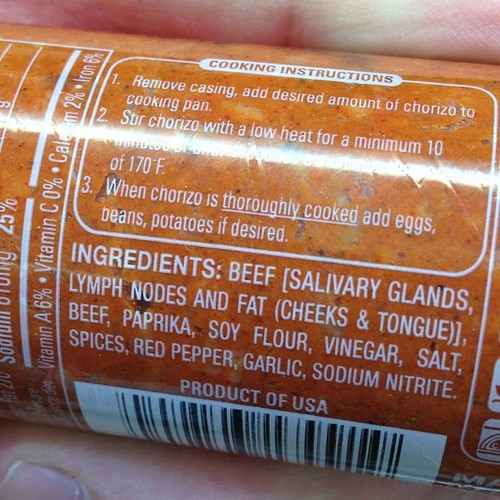 COOKING INSTRUCTIONS
1. Remove casing, add desired amount of chorizo to
cooking pan.
2. Stir chorizo with a low heat for a minimum 10
of 170°F.
3. When chorizo is thoroughly cooked add eggs,
beans, potatoes if desired.
INGREDIENTS: BEEF [SALIVARY GLANDS,
LYMPH NODES AND FAT (CHEEKS & TONGUE)],
BEEF, PAPRIKA, SOY FLOUR, VINEGAR, SALT,
SPICES, RED PEPPER, GARLIC, SODIUM NITRITE.
PRODUCT OF USA
Vitamin A 6% • Vitamin C 0% • Calcium 2% • Iron 6%
Sodium
25%